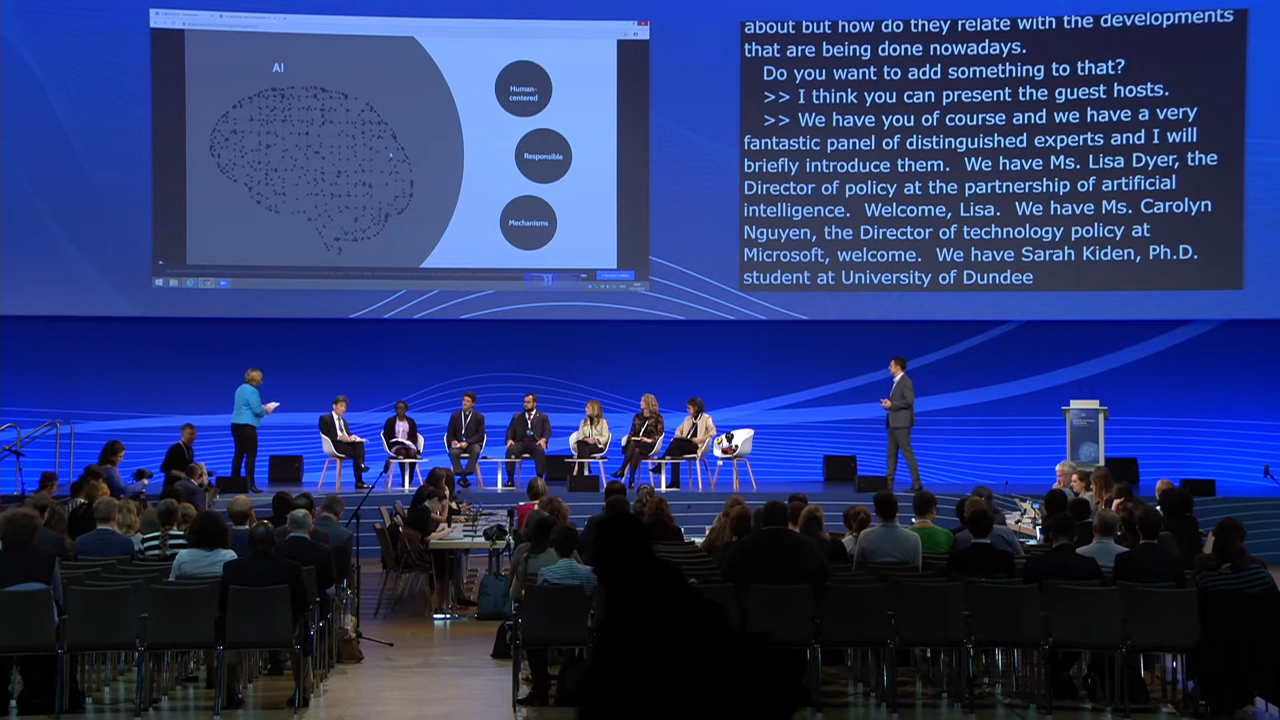 AI
Human-
centered
Responsible
Mechanisms
about but how do they relate with the developments
that are being done nowadays.
Do you want to add something to that?
>> I think you can present the guest hosts.
>> We have you of course and we have a very
fantastic panel of distinguished experts and I will
briefly introduce them. We have Ms. Lisa Dyer, the
Director of policy at the partnership of artificial
intelligence. Welcome, Lisa. We have Ms. Carolyn
Nguyen, the Director of technology policy at
Microsoft, welcome. We have Sarah Kiden, Ph.D.
student at University of Dundee